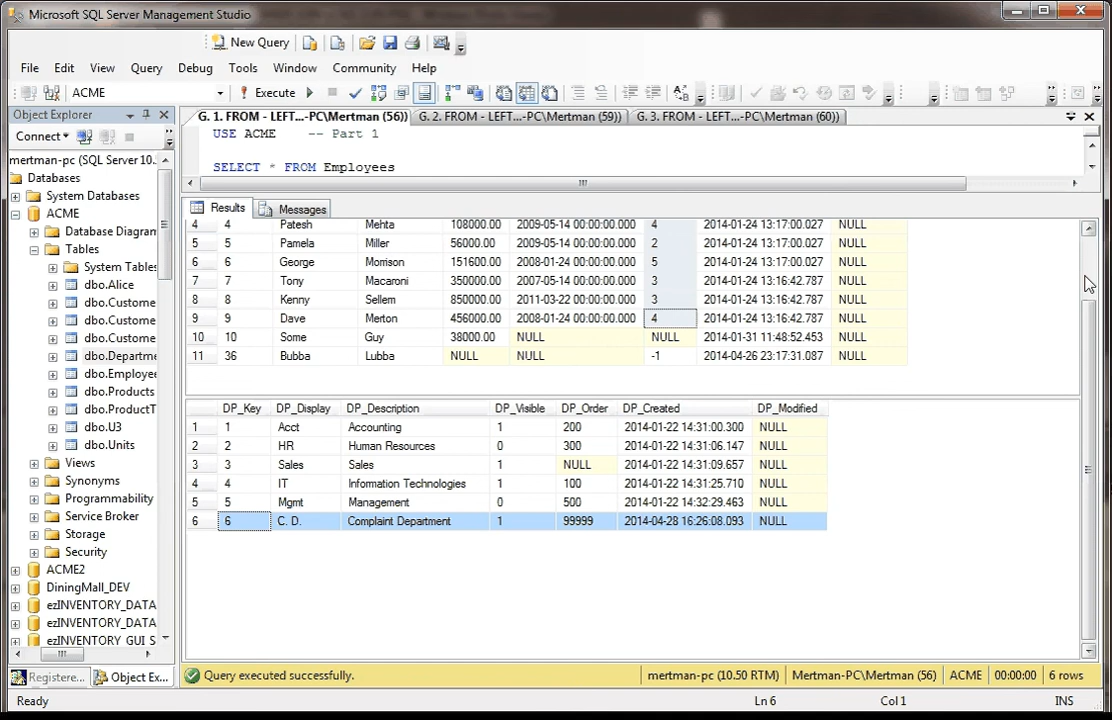 Microsoft SQL Server Management Studio
New Query
File Edit View Query Debug Tools Window Community Help
ACME Execute
Object Explorer
G. 1. FROM - LEFT...-PC\Mertman (56)) G. 2. FROM - LEFT...-PC\Mertman (59)) G. 3. FROM - LEFT...-PC\Mertman (60))
Connect
USE ACME -- Part 1
SELECT * FROM Employees
mertman-pc (SQL Server 10.
Databases
System Databases
ACME
Database Diagran
Tables
System Tables
dbo.Alice
dbo.Custome
dbo.Custome
dbo.Custome
dbo.Departme
dbo.Employee
dbo.Products
dbo.ProductT
dbo.U3
dbo.Units
Views
Synonyms
Programmability
Service Broker
Storage
Security
ACME2
DiningMall_DEV
ezINVENTORY_DATA
ezINVENTORY_DATA
ezINVENTORY GUI S
Registere... Object Ex...
Results Messages
4 4 Patesh Mehta 108000.00 2009-05-14 00:00:00.000 4 2014-01-24 13:17:00.027 NULL
5 5 Pamela Miller 56000.00 2009-05-14 00:00:00.000 2 2014-01-24 13:17:00.027 NULL
6 6 George Morrison 151600.00 2008-01-24 00:00:00.000 5 2014-01-24 13:17:00.027 NULL
7 7 Tony Macaroni 350000.00 2007-05-14 00:00:00.000 3 2014-01-24 13:16:42.787 NULL
8 8 Kenny Sellem 850000.00 2011-03-22 00:00:00.000 3 2014-01-24 13:16:42.787 NULL
9 9 Dave Merton 456000.00 2008-01-24 00:00:00.000 4 2014-01-24 13:16:42.787 NULL
10 10 Some Guy 38000.00 NULL NULL 2014-01-31 11:48:52.453 NULL
11 36 Bubba Lubba NULL NULL -1 2014-04-26 23:17:31.087 NULL
DP_Key DP_Display DP_Description DP_Visible DP_Order DP_Created DP_Modified
1 1 Acct Accounting 1 200 2014-01-22 14:31:00.300 NULL
2 2 HR Human Resources 0 300 2014-01-22 14:31:06.147 NULL
3 3 Sales Sales 1 NULL 2014-01-22 14:31:09.657 NULL
4 4 IT Information Technologies 1 100 2014-01-22 14:31:25.710 NULL
5 5 Mgmt Management 0 500 2014-01-22 14:32:29.463 NULL
6 6 C. D. Complaint Department 1 99999 2014-04-28 16:26:08.093 NULL
Query executed successfully. mertman-pc (10.50 RTM) Mertman-PC\Mertman (56) ACME 00:00:00 6 rows
Ready Ln 6 Col 1 INS